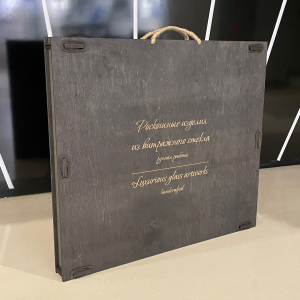 Роскошные изделия
из витражного стекла
ручная работа
Luxurious glass artworks
handcrafted